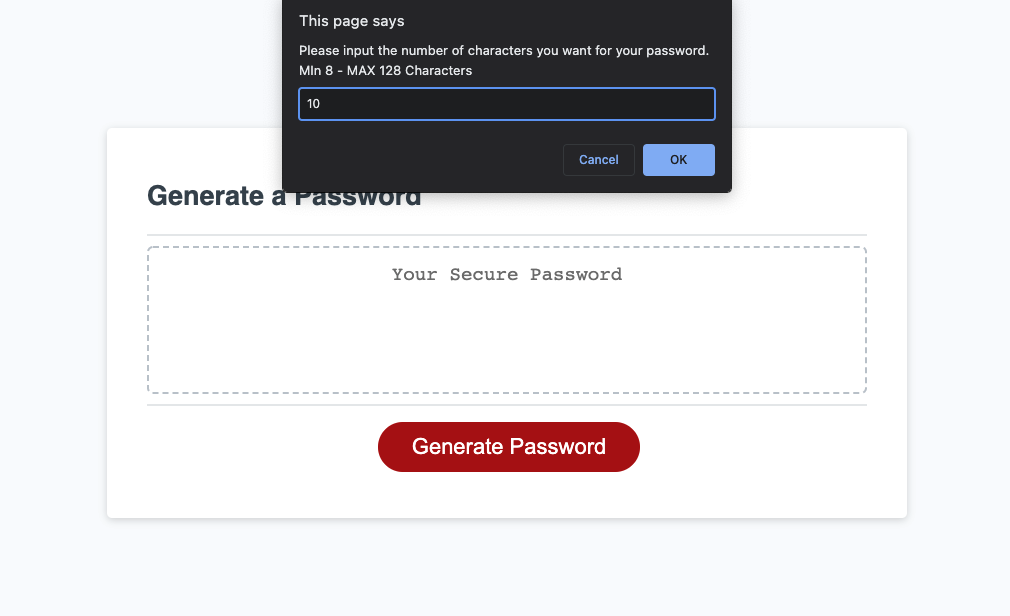 This page says
Please input the number of characters you want for your password.
MIn 8 - MAX 128 Characters
10
Cancel
OK
Generate a Password
Your Secure Password
Generate Password